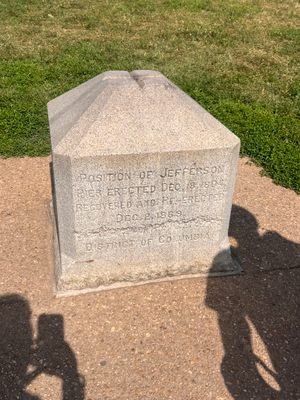 POSITION OF JEFFERSON
PIER ERECTED DEC. 18, 1804.
RECOVERED AND RE-ERECTED
DEC. 2, 1889.
DISTRICT OF COLUMBIA